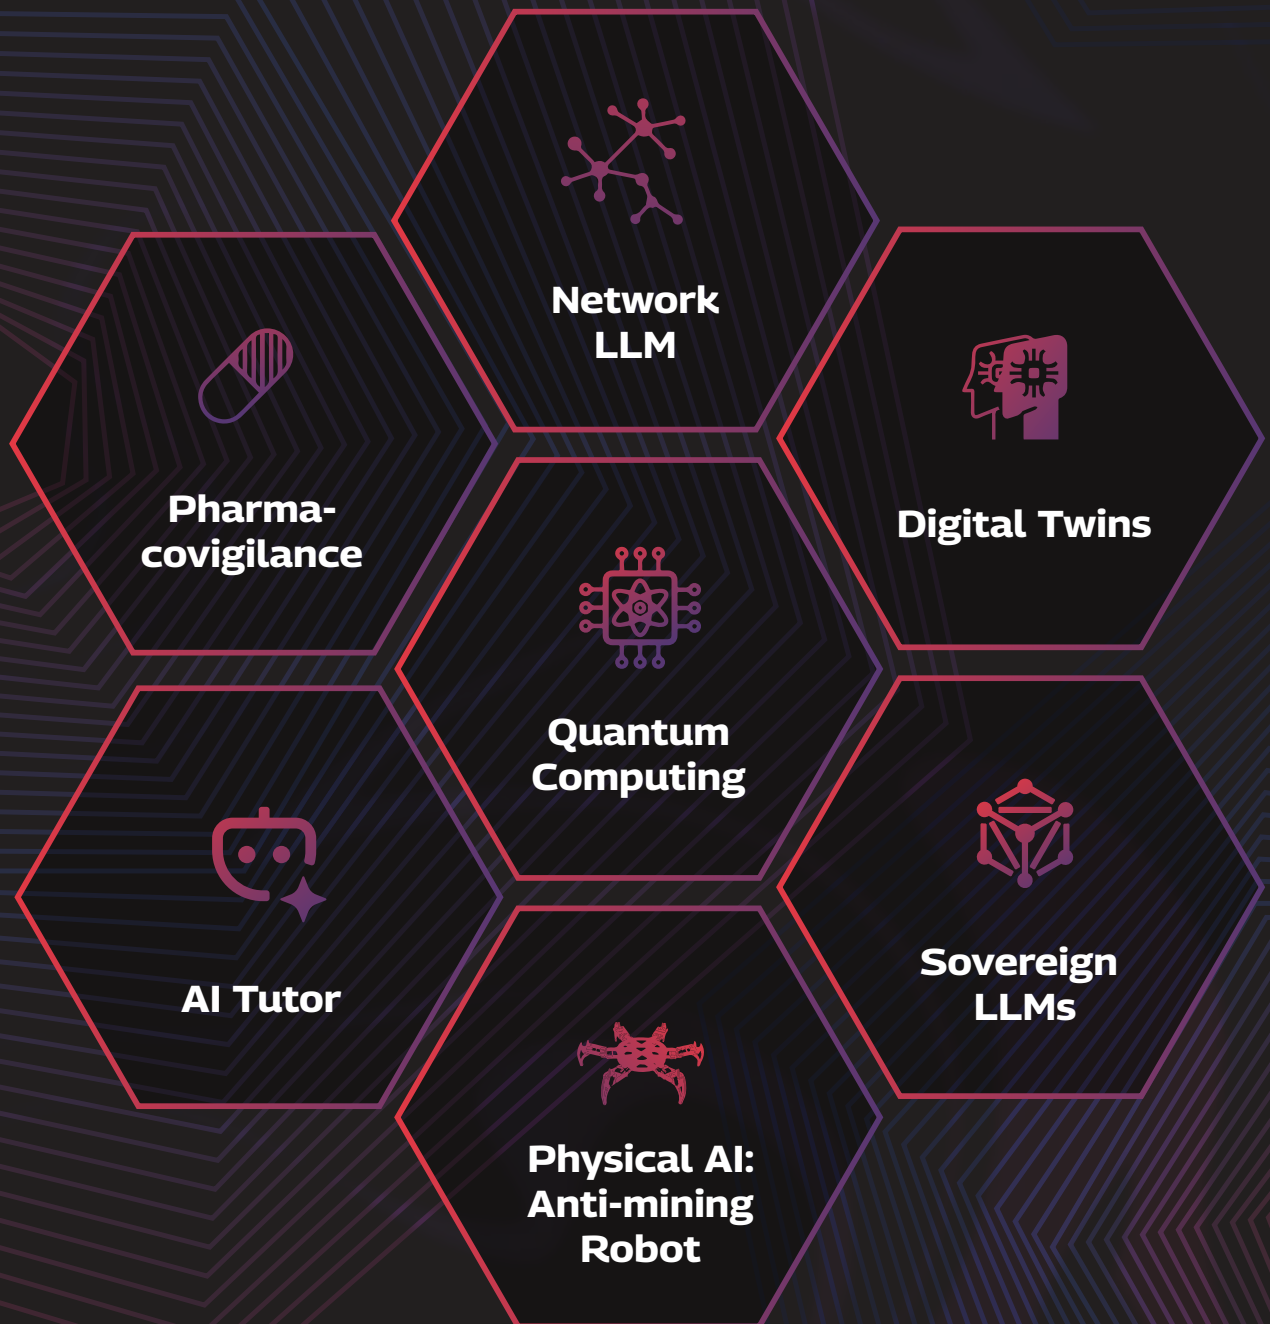 Network
LLM
Pharma-
covigilance
Digital Twins
Quantum
Computing
AI Tutor
Sovereign
LLMs
Physical AI:
Anti-mining
Robot